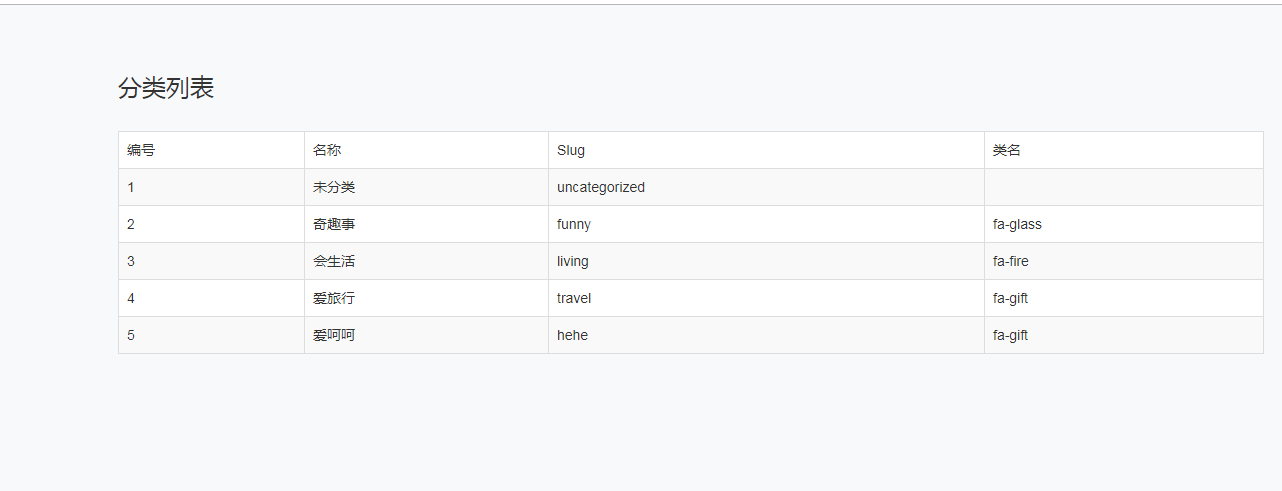 分类列表
编号 名称 Slug 类名
1 未分类 uncategorized
2 奇趣事 funny fa-glass
3 会生活 living fa-fire
4 爱旅行 travel fa-gift
5 爱呵呵 hehe fa-gift